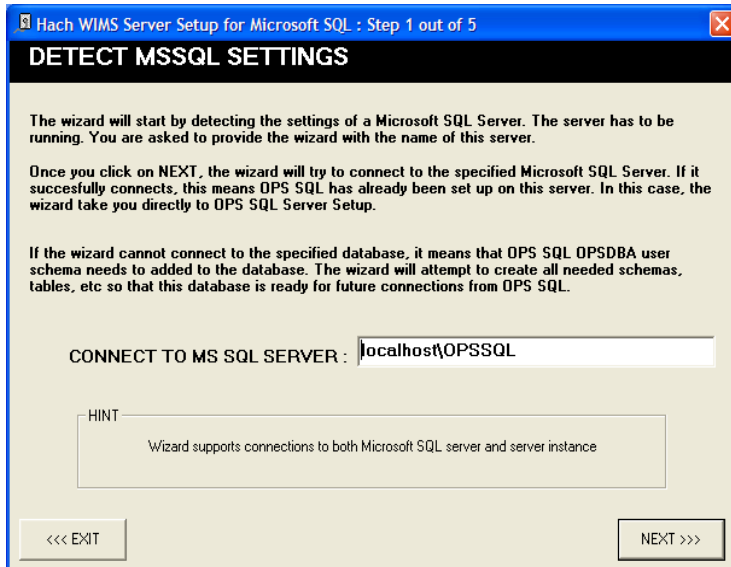 Hach WIMS Server Setup for Microsoft SQL : Step 1 out of 5
DETECT MSSQL SETTINGS
The wizard will start by detecting the settings of a Microsoft SQL Server. The server has to be
running. You are asked to provide the wizard with the name of this server.
Once you click on NEXT, the wizard will try to connect to the specified Microsoft SQL Server. If it
succesfully connects, this means OPS SQL has already been set up on this server. In this case, the
wizard take you directly to OPS SQL Server Setup.
If the wizard cannot connect to the specified database, it means that OPS SQL OPSDBA user
schema needs to added to the database. The wizard will attempt to create all needed schemas,
tables, etc so that this database is ready for future connections from OPS SQL.
CONNECT TO MS SQL SERVER : localhost\OPSSQL
HINT
Wizard supports connections to both Microsoft SQL server and server instance
<<< EXIT
NEXT >>>